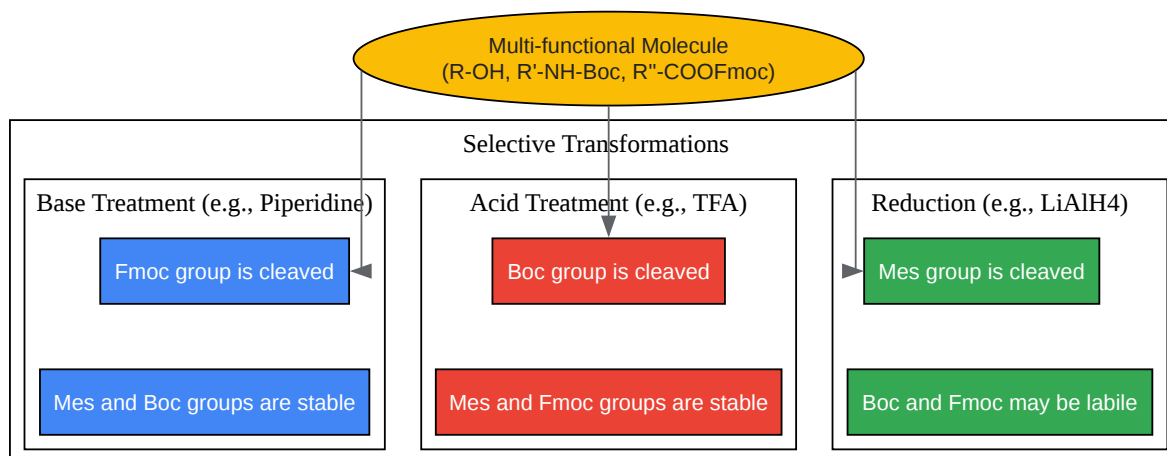 Multi-functional Molecule
(R-OH, R'-NH-Boc, R"-COOFmoc)
Selective Transformations
Base Treatment (e.g., Piperidine)
Fmoc group is cleaved
Mes and Boc groups are stable
Acid Treatment (e.g., TFA)
Boc group is cleaved
Mes and Fmoc groups are stable
Reduction (e.g., LiAlH4)
Mes group is cleaved
Boc and Fmoc may be labile